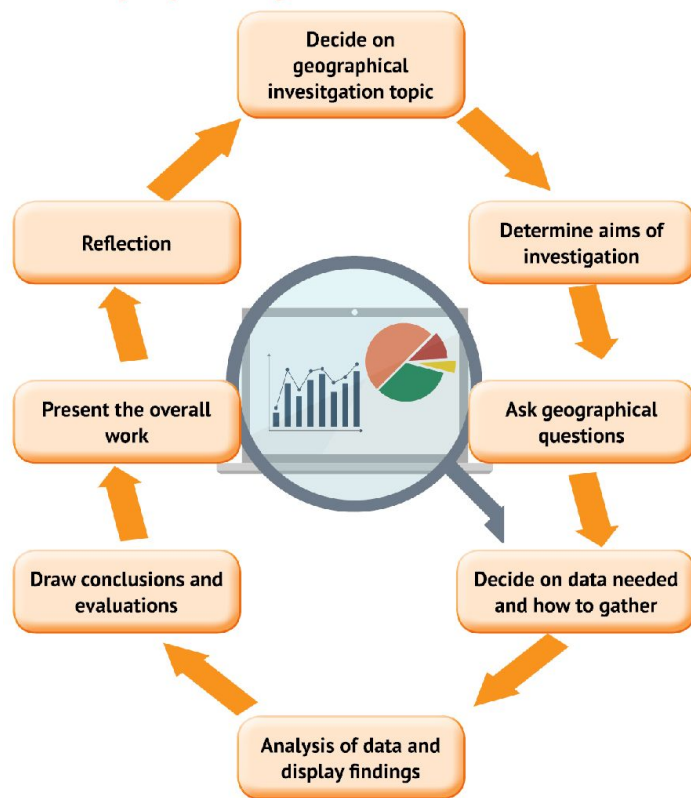 Decide on
geographical
invesitgation topic
Determine aims of
investigation
Ask geographical
questions
Decide on data needed
and how to gather
Analysis of data and
display findings
Draw conclusions and
evaluations
Present the overall
work
Reflection